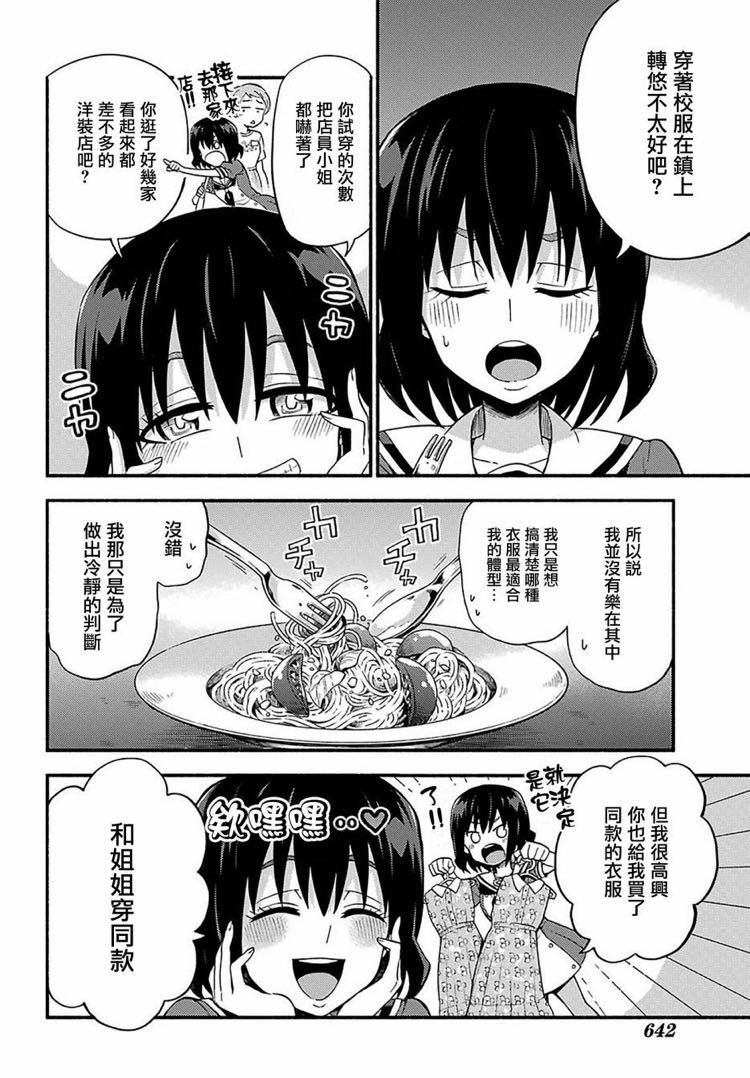 穿著校服在鎮上
轉悠不太好吧？
你試穿的次數
把店員小姐
都嚇著了
接下來
去那家
店!!
你逛了好幾家
看起來都
差不多的
洋裝店吧？
ニヤ
ニヤ
所以說
我並沒有樂在其中
我只是想
搞清楚哪種
衣服最適合
我的體型…
カチャ
カチャ
沒錯
我那只是為了
做出冷靜的判斷
但我很高興
你也給我買了
同款的衣服
就決定
是它
了!!
欸嘿嘿‥♡
和姐姐穿同款
642